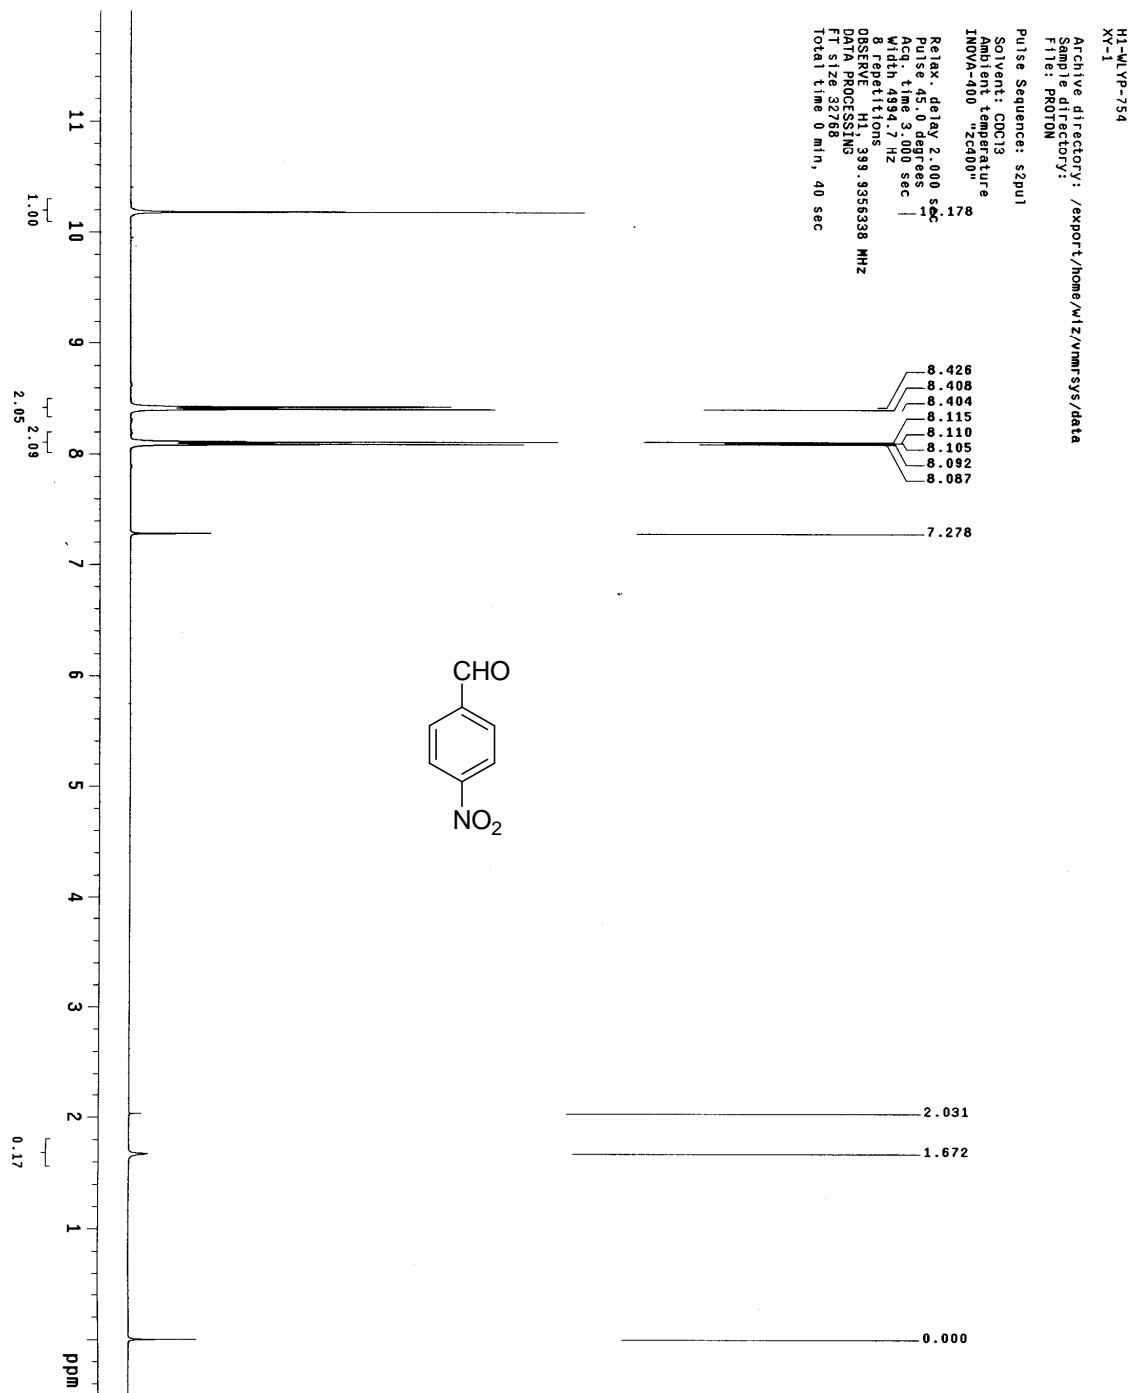 H1-WLYP-754
XY-1
Archive directory: /export/home/wlz/vnmrsys/data
Sample directory:
File: PROTON
Pulse Sequence: s2pul
Solvent: CDCl3
Ambient temperature
INOVA-400 "zc400"
Relax. delay 2.000 sec
Pulse 45.0 degrees
Acq. time 3.000 sec
Width 4994.7 Hz
8 repetitions
OBSERVE H1, 399.9356338 MHz
DATA PROCESSING
FT size 32768
Total time 0 min, 40 sec
10.178
8.426
8.408
8.404
8.115
8.110
8.105
8.092
8.087
7.278
2.031
1.672
0.000
CHO
NO2
11 10 9 8 7 6 5 4 3 2 1 ppm
1.00 2.05 2.09 0.17